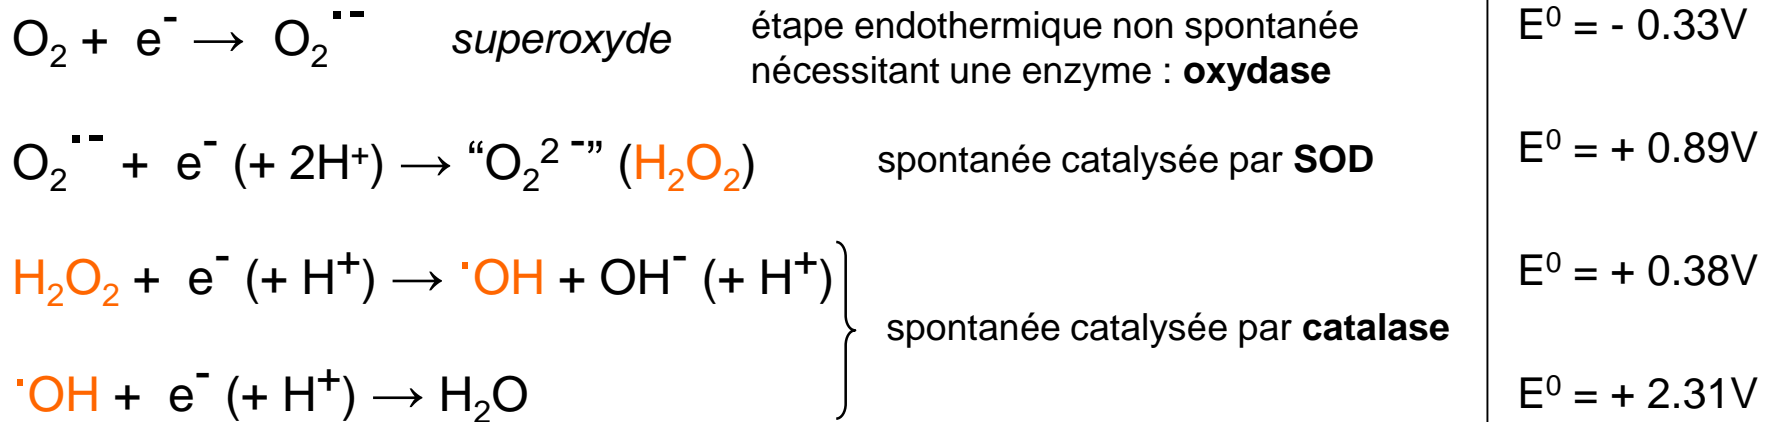 O₂ + e⁻ → O₂˙⁻ superoxyde étape endothermique non spontanée nécessitant une enzyme : oxydase E⁰ = - 0.33V
O₂˙⁻ + e⁻ (+ 2H⁺) → “O₂²⁻” (H₂O₂) spontanée catalysée par SOD E⁰ = + 0.89V
H₂O₂ + e⁻ (+ H⁺) → ˙OH + OH⁻ (+ H⁺) E⁰ = + 0.38V
spontanée catalysée par catalase
˙OH + e⁻ (+ H⁺) → H₂O E⁰ = + 2.31V